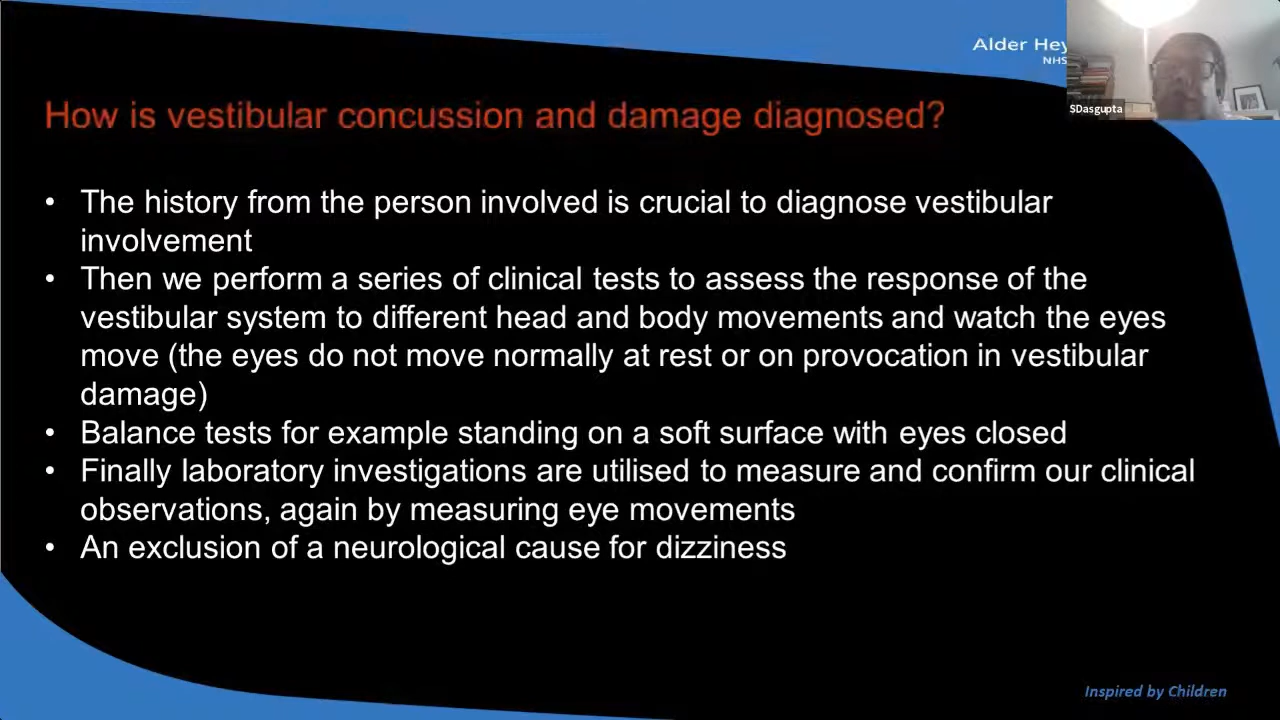 Alder Hey
NHS
SDasgupta
How is vestibular concussion and damage diagnosed?
• The history from the person involved is crucial to diagnose vestibular
involvement
• Then we perform a series of clinical tests to assess the response of the
vestibular system to different head and body movements and watch the eyes
move (the eyes do not move normally at rest or on provocation in vestibular
damage)
• Balance tests for example standing on a soft surface with eyes closed
• Finally laboratory investigations are utilised to measure and confirm our clinical
observations, again by measuring eye movements
• An exclusion of a neurological cause for dizziness
Inspired by Children